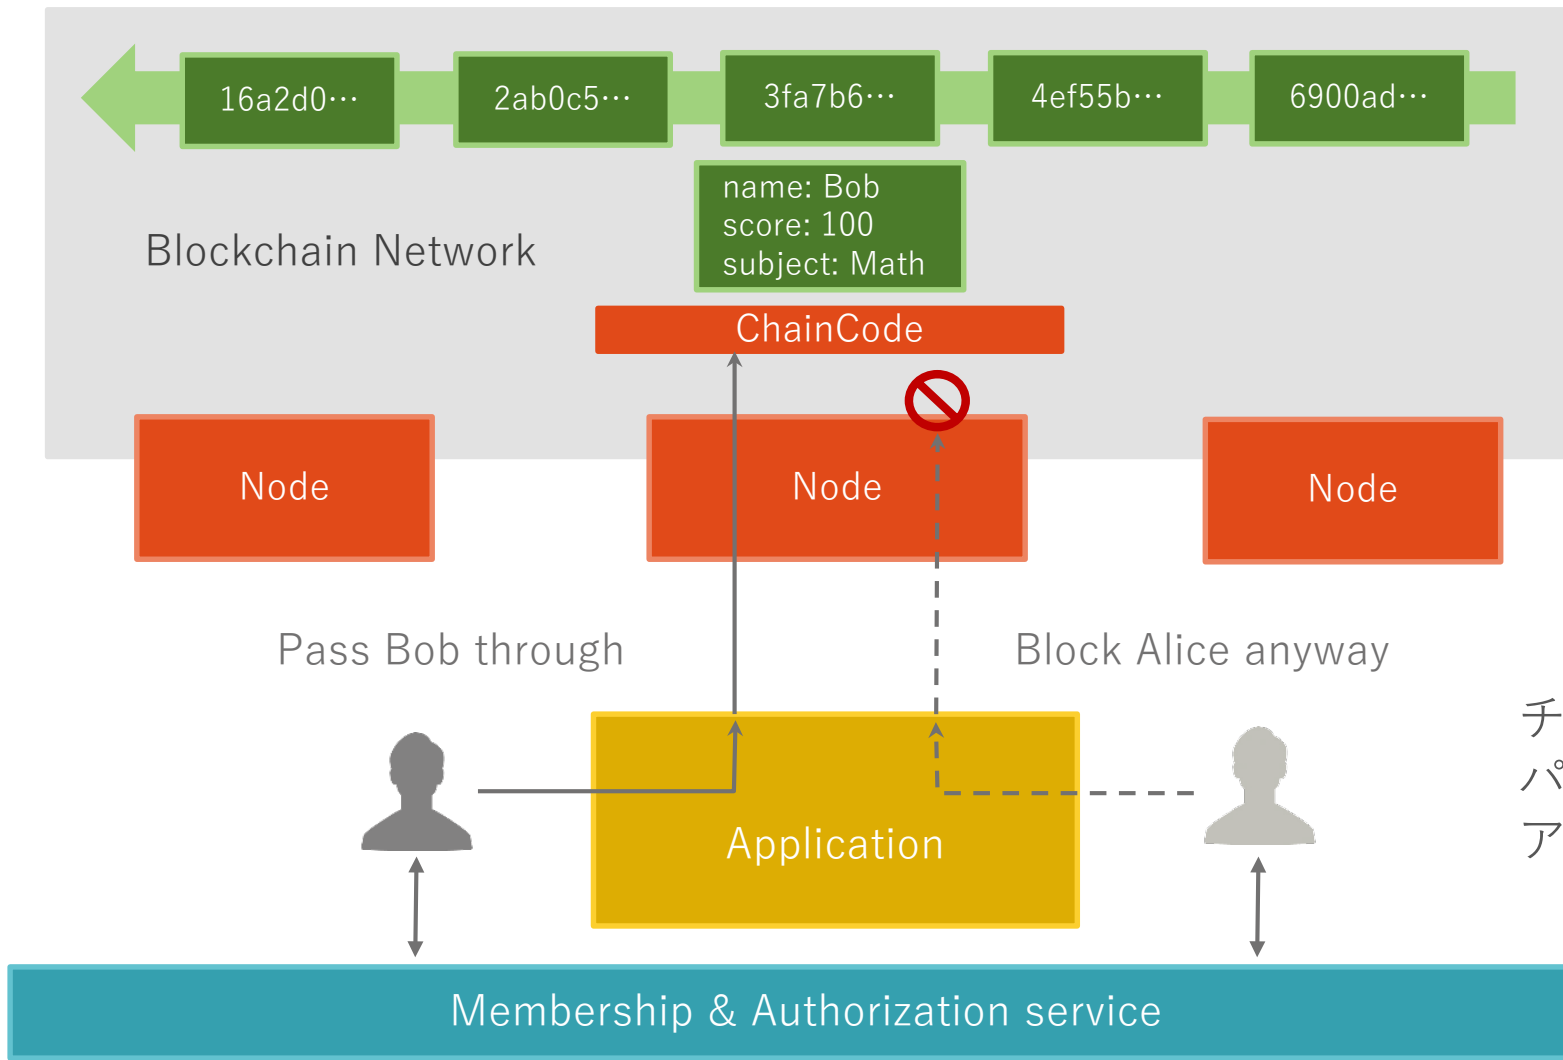 16a2d0…
2ab0c5…
3fa7b6…
4ef55b…
6900ad…
name: Bob
score: 100
subject: Math
Blockchain Network
ChainCode
Node
Node
Node
Pass Bob through
Block Alice anyway
チ
パ
ア
Application
Membership & Authorization service